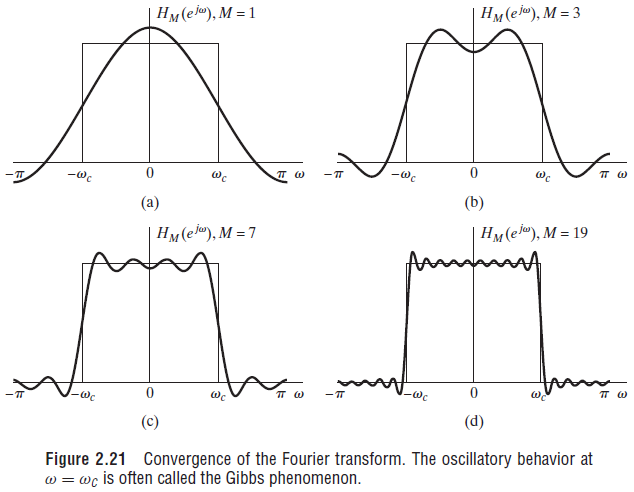 H_M(e^{jω}), M = 1
H_M(e^{jω}), M = 3
−π −ω_c 0 ω_c π ω
−π −ω_c 0 ω_c π ω
(a)
(b)
H_M(e^{jω}), M = 7
H_M(e^{jω}), M = 19
−π −ω_c 0 ω_c π ω
−π −ω_c 0 ω_c π ω
(c)
(d)
Figure 2.21 Convergence of the Fourier transform. The oscillatory behavior at
ω = ω_c is often called the Gibbs phenomenon.